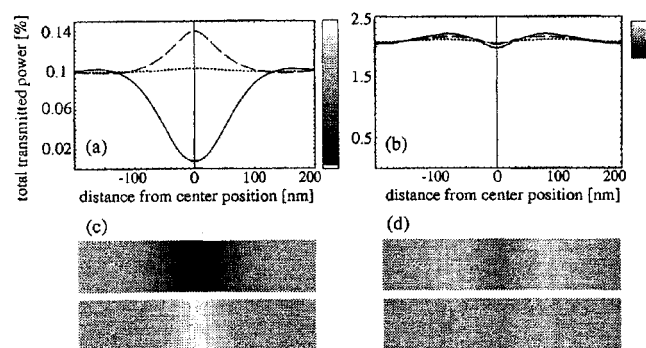 total transmitted power [%]
0.14
0.1
0.06
0.02
(a)
-100 0 100 200
distance from center position [nm]
2.5
1.5
0.5
(b)
-100 0 100 200
distance from center position [nm]
(c)
(d)